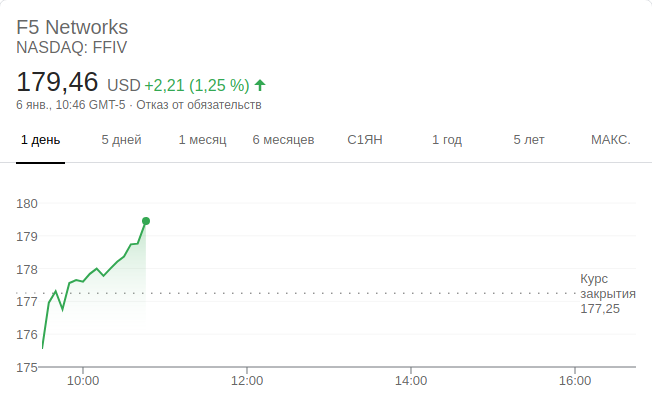 F5 Networks
NASDAQ: FFIV
179,46 USD +2,21 (1,25 %)
6 янв., 10:46 GMT-5 · Отказ от обязательств
1 день 5 дней 1 месяц 6 месяцев С1ЯН 1 год 5 лет МАКС.
180
179
178
177
176
175
Курс
закрытия
177,25
10:00 12:00 14:00 16:00